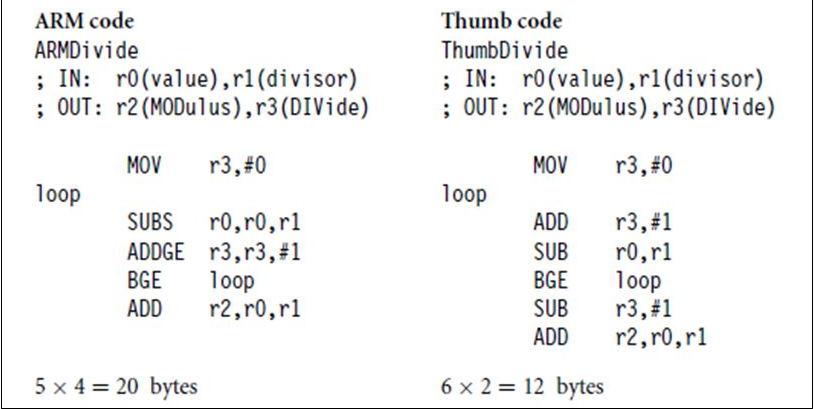 ARM code
ARMDivide
; IN:  r0(value),r1(divisor)
; OUT: r2(MODulus),r3(DIVide)
MOV r3,#0
loop
SUBS r0,r0,r1
ADDGE r3,r3,#1
BGE loop
ADD r2,r0,r1
5 × 4 = 20 bytes
Thumb code
ThumbDivide
; IN:  r0(value),r1(divisor)
; OUT: r2(MODulus),r3(DIVide)
MOV r3,#0
loop
ADD r3,#1
SUB r0,r1
BGE loop
SUB r3,#1
ADD r2,r0,r1
6 × 2 = 12 bytes